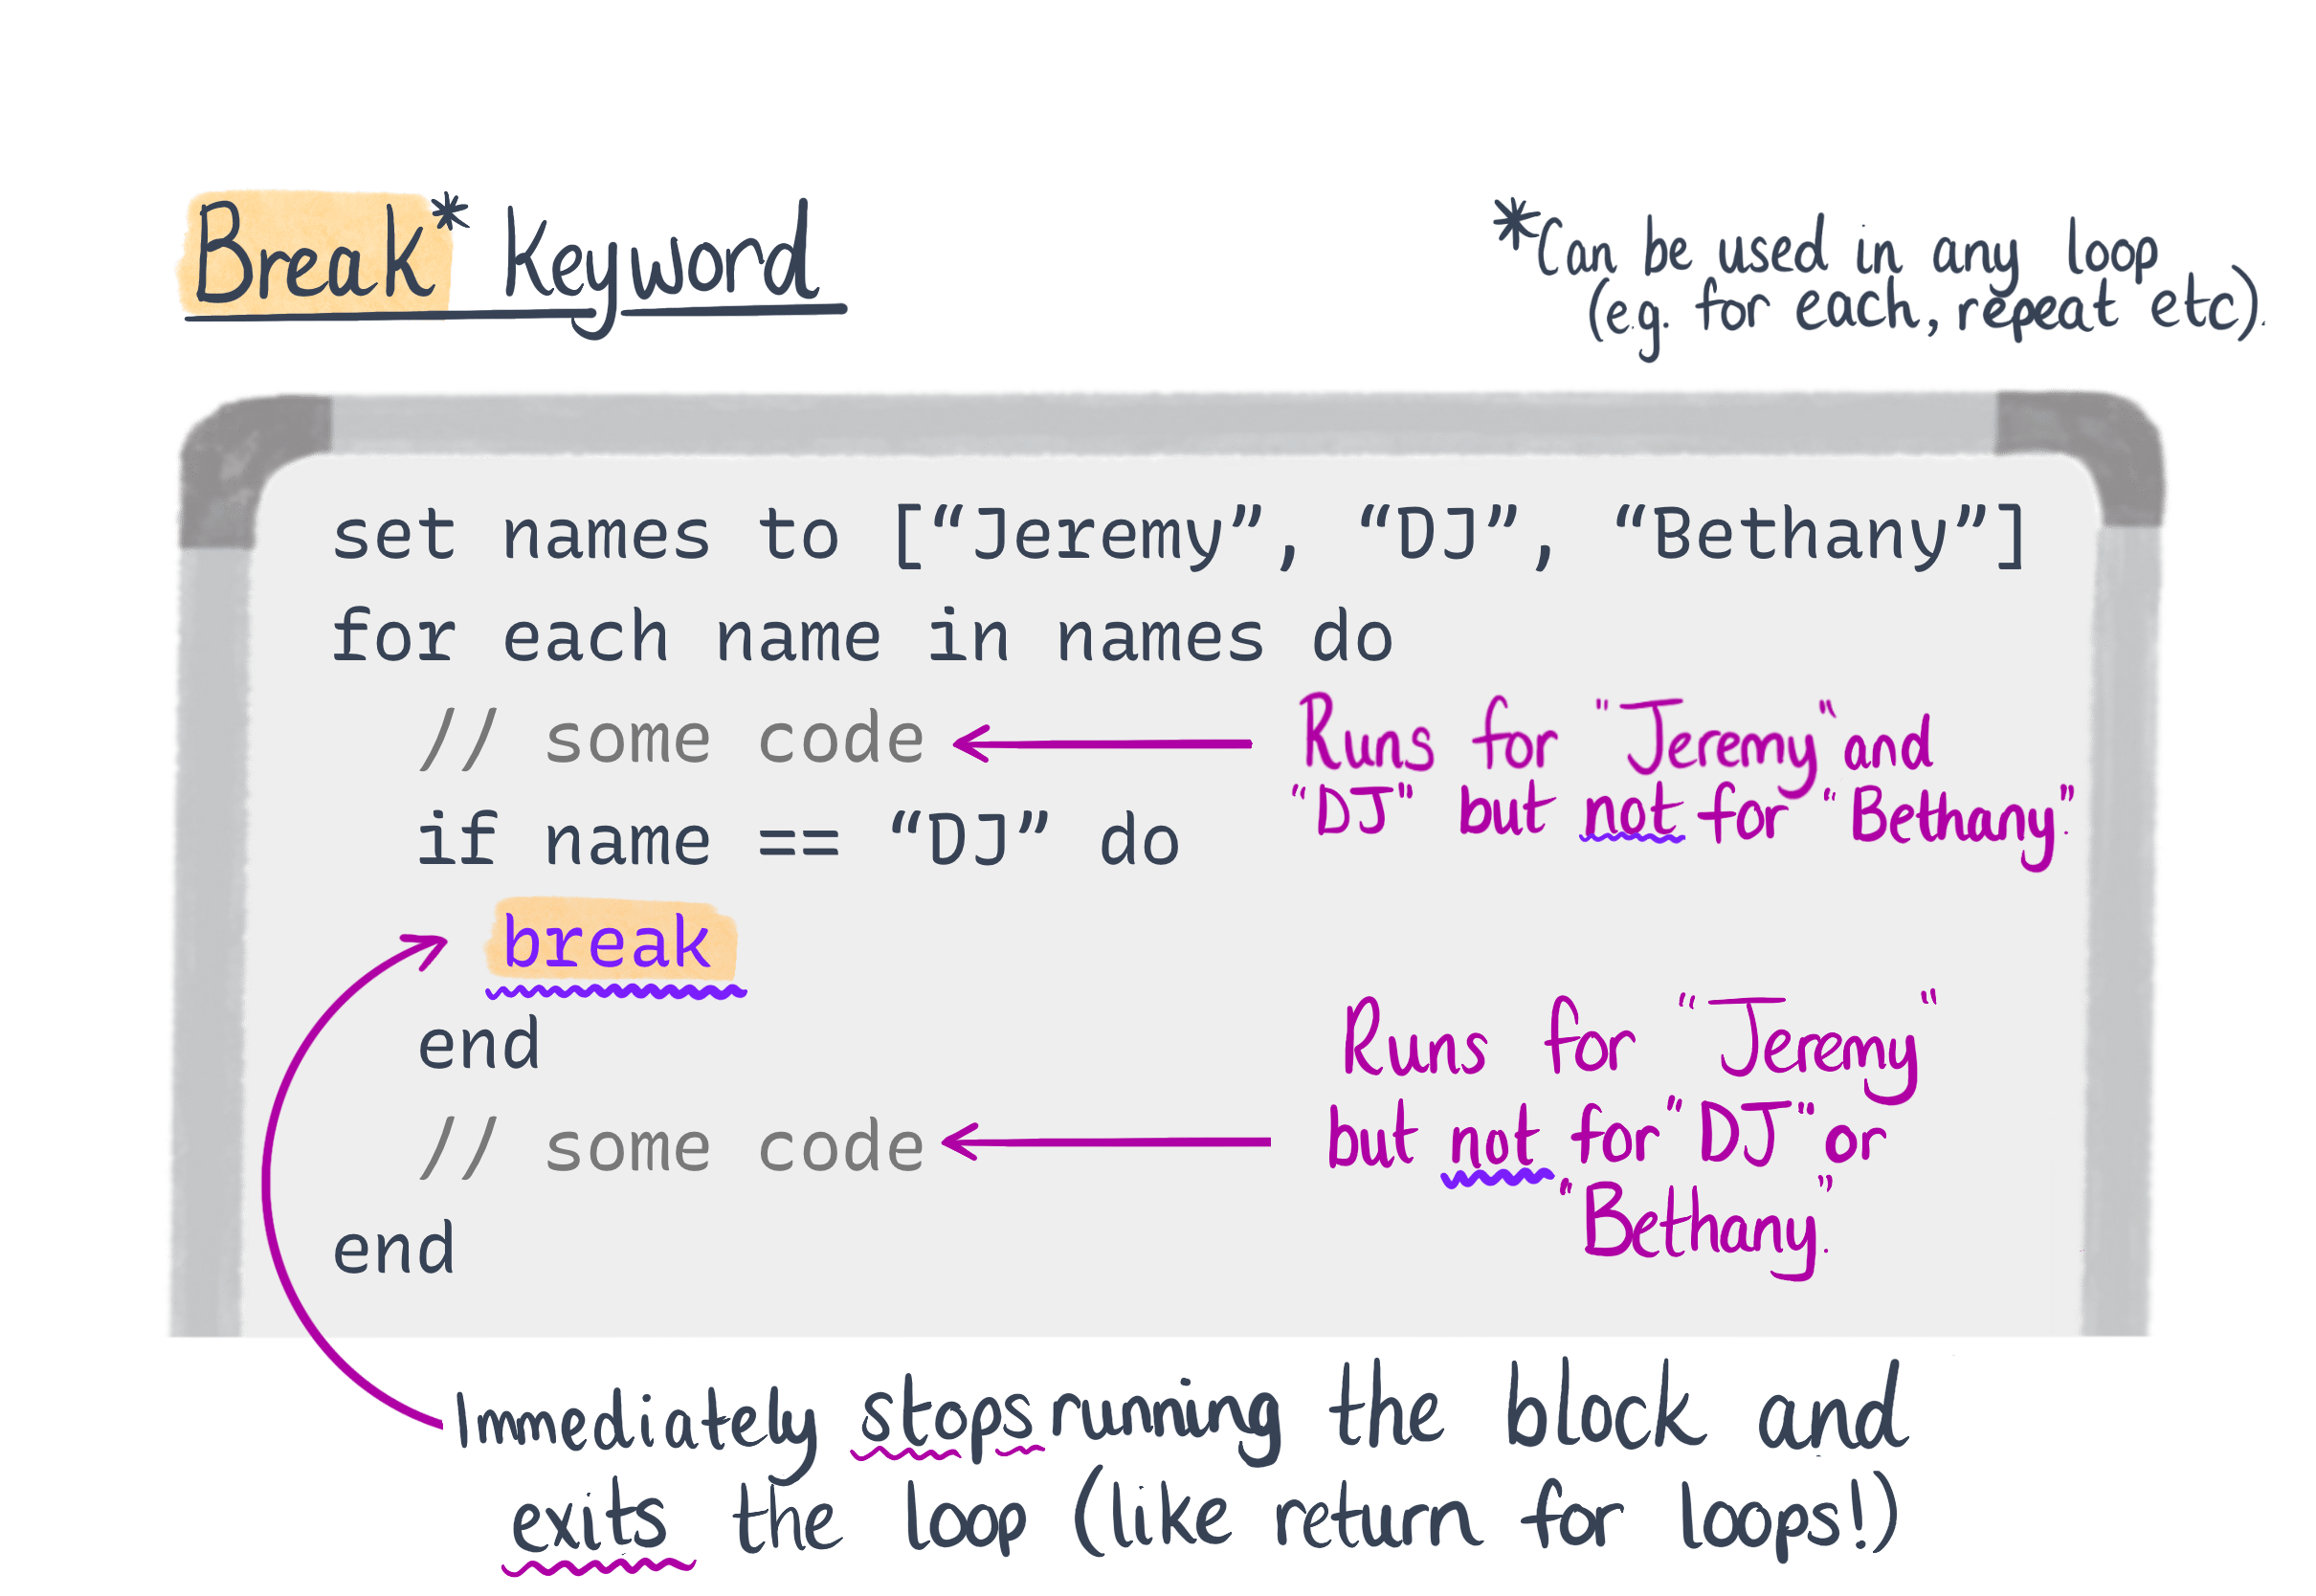 Break* Keyword
*Can be used in any loop
(e.g. for each, repeat etc).
set names to [“Jeremy”, “DJ”, “Bethany”]
for each name in names do
// some code
Runs for "Jeremy" and
"DJ" but not for "Bethany".
if name == “DJ” do
break
end
// some code
Runs for "Jeremy"
but not for "DJ" or
"Bethany".
end
Immediately stops running the block and
exits the loop (like return for loops!)